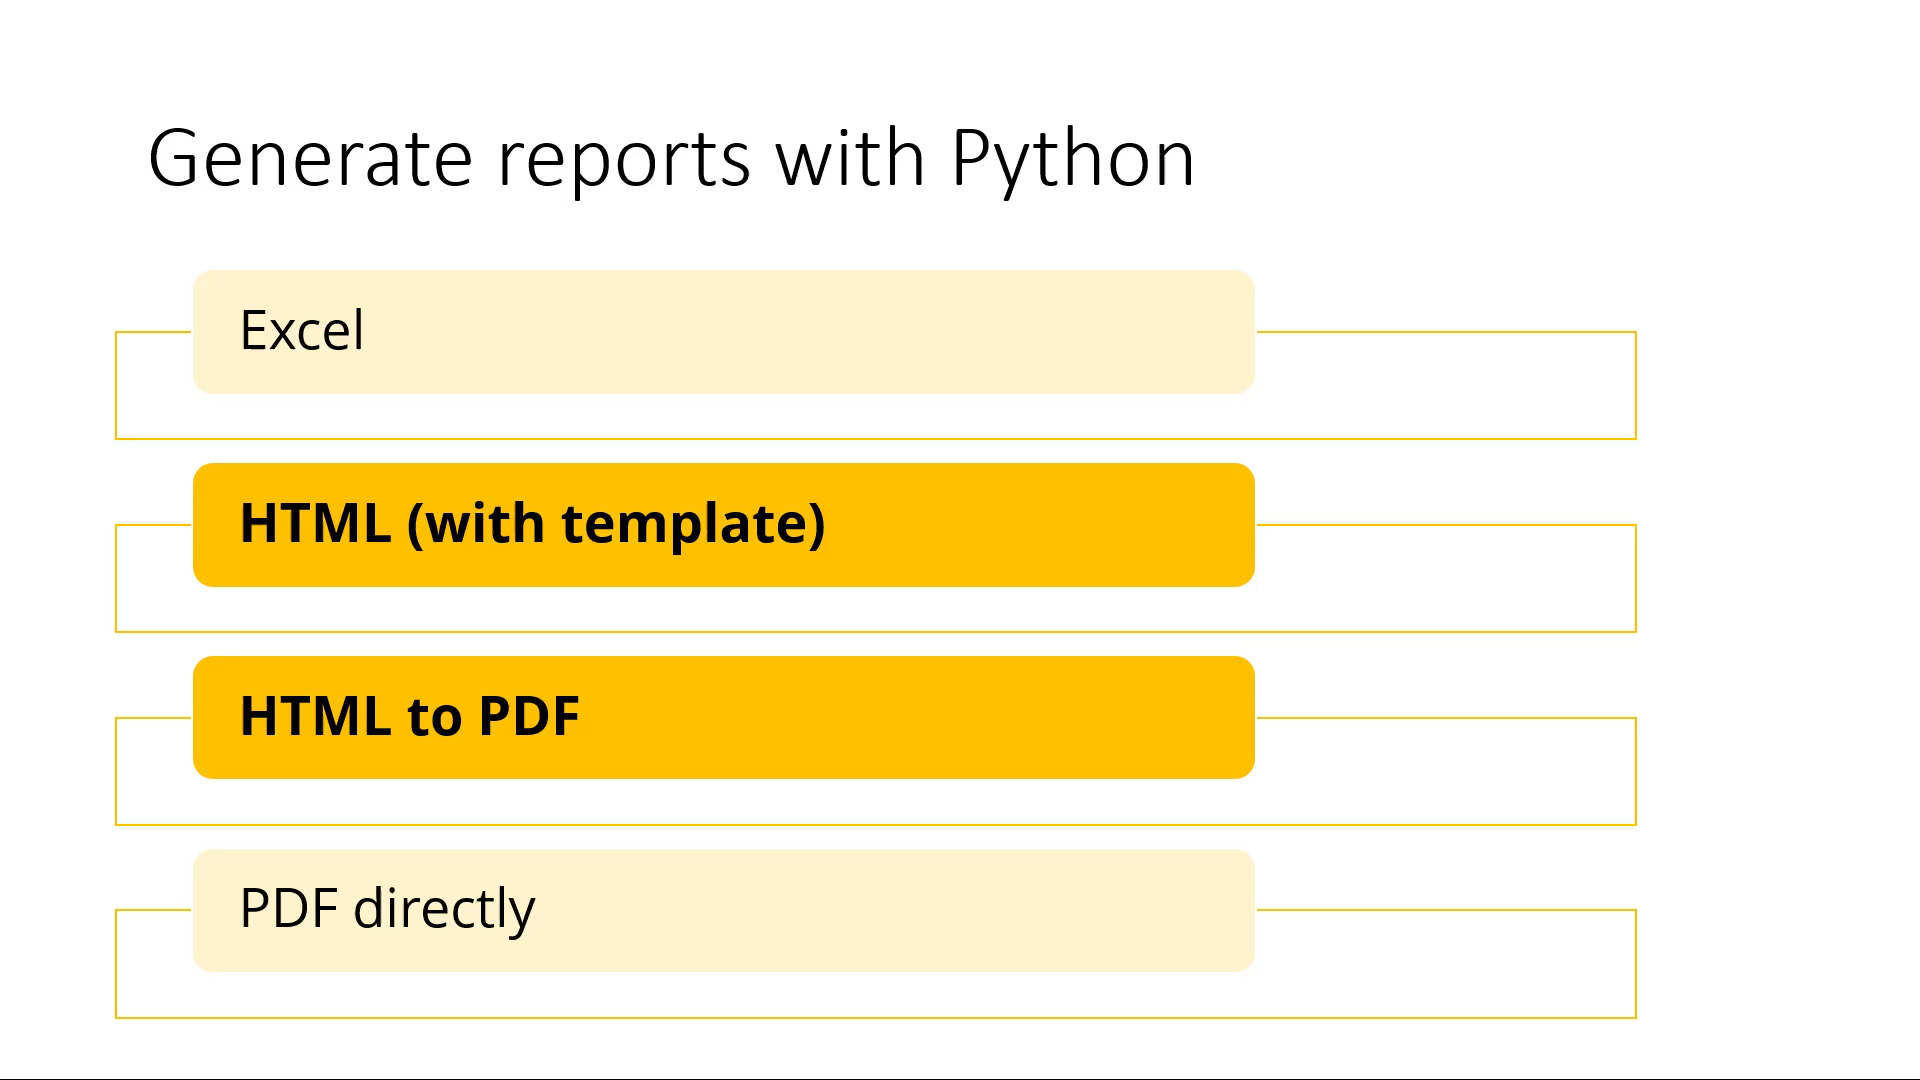 Generate reports with Python
Excel
HTML (with template)
HTML to PDF
PDF directly